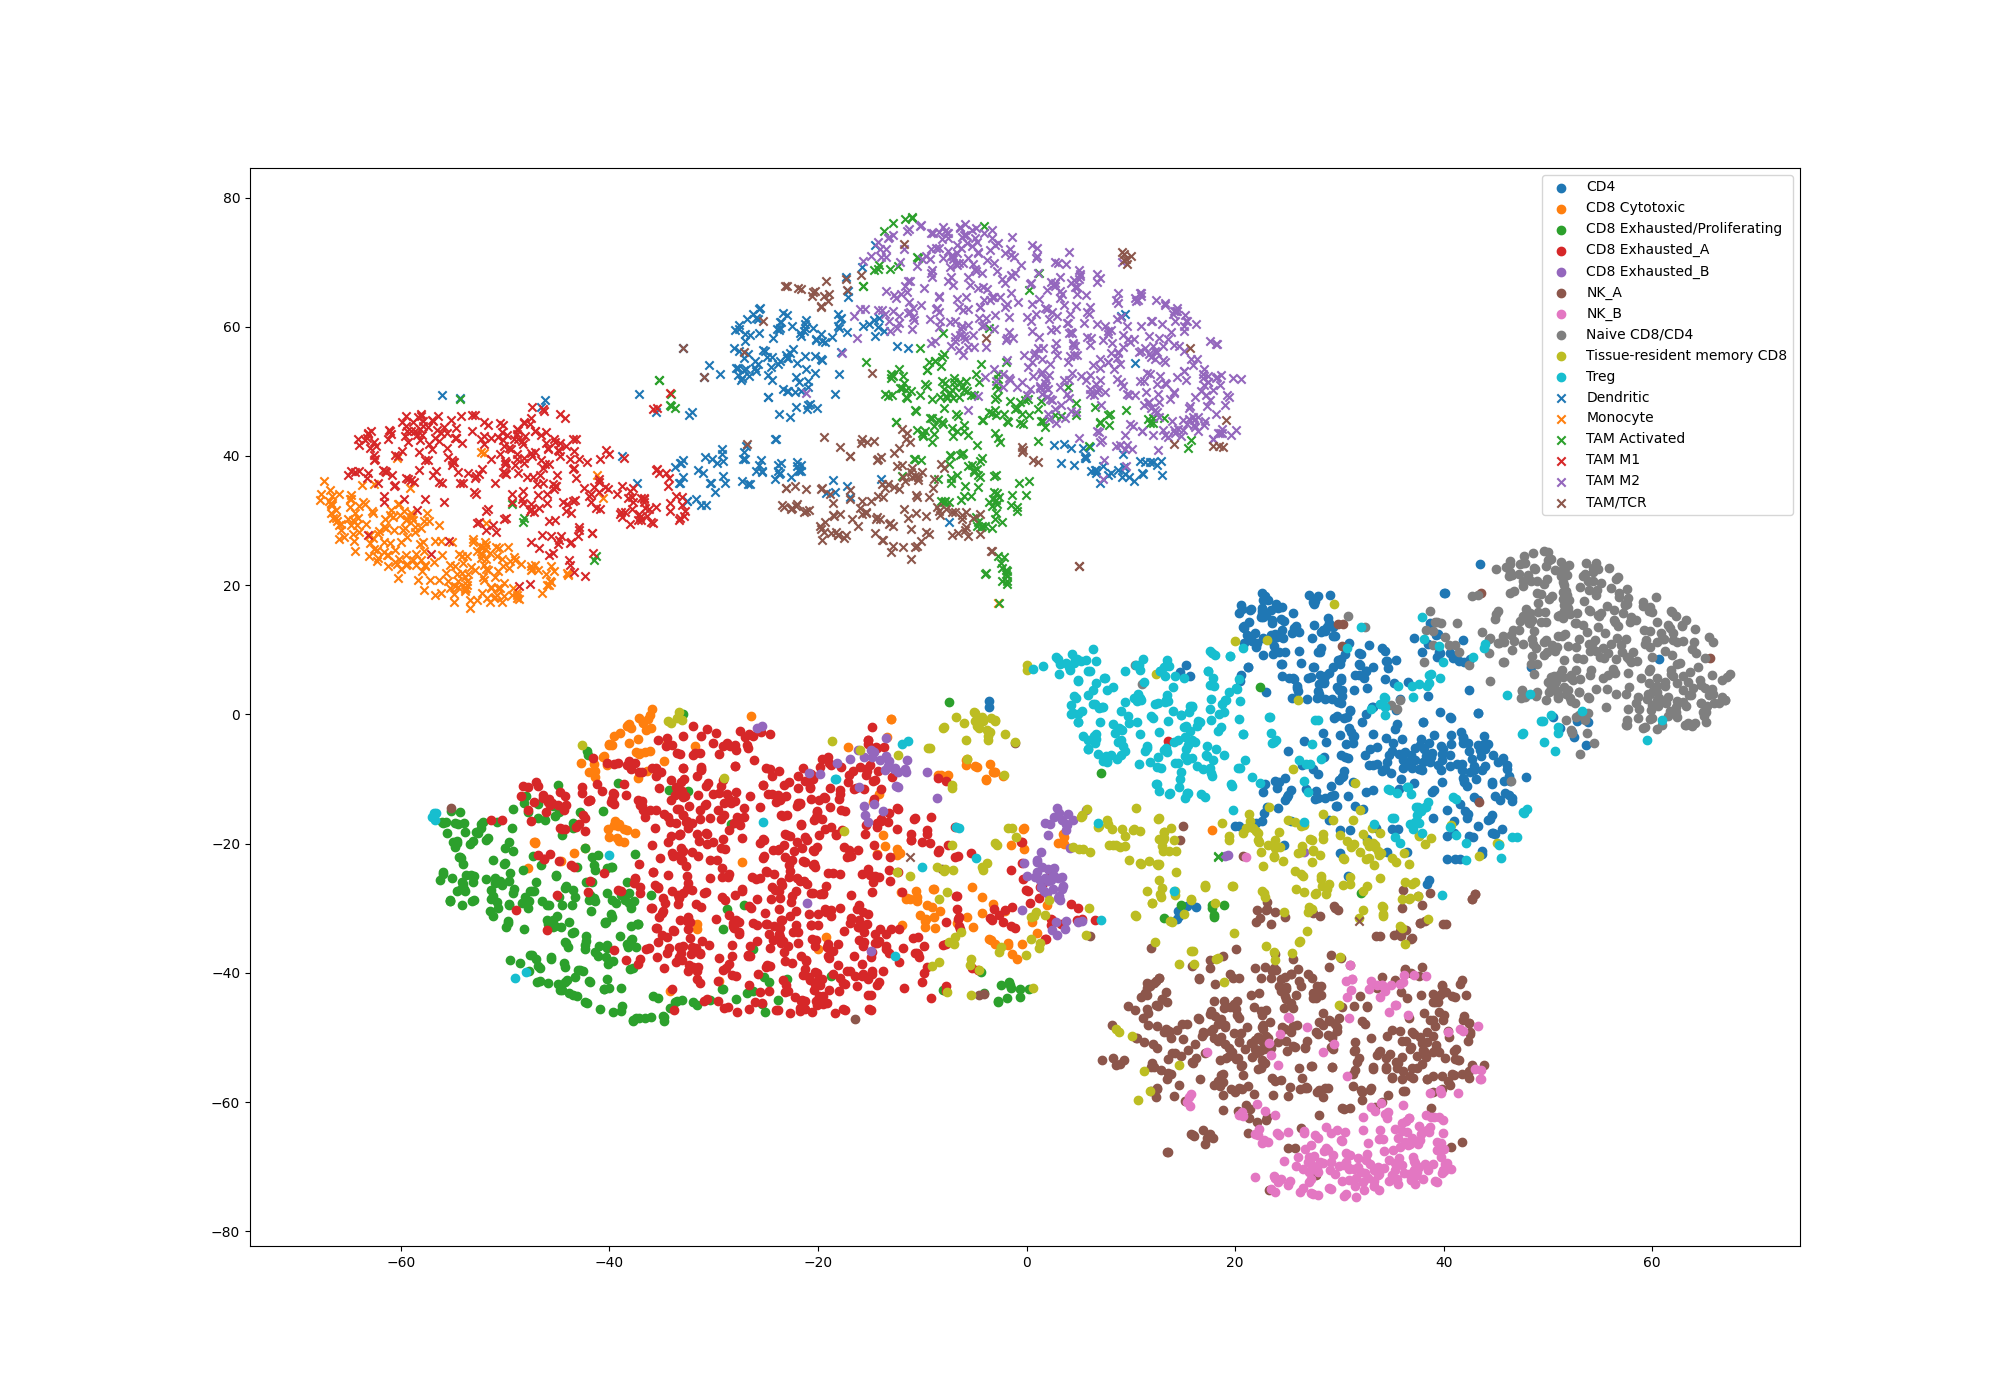 CD4
CD8 Cytotoxic
CD8 Exhausted/Proliferating
CD8 Exhausted_A
CD8 Exhausted_B
NK_A
NK_B
Naive CD8/CD4
Tissue-resident memory CD8
Treg
Dendritic
Monocyte
TAM Activated
TAM M1
TAM M2
TAM/TCR
80
60
40
20
0
−20
−40
−60
−80
−60 −40 −20 0 20 40 60